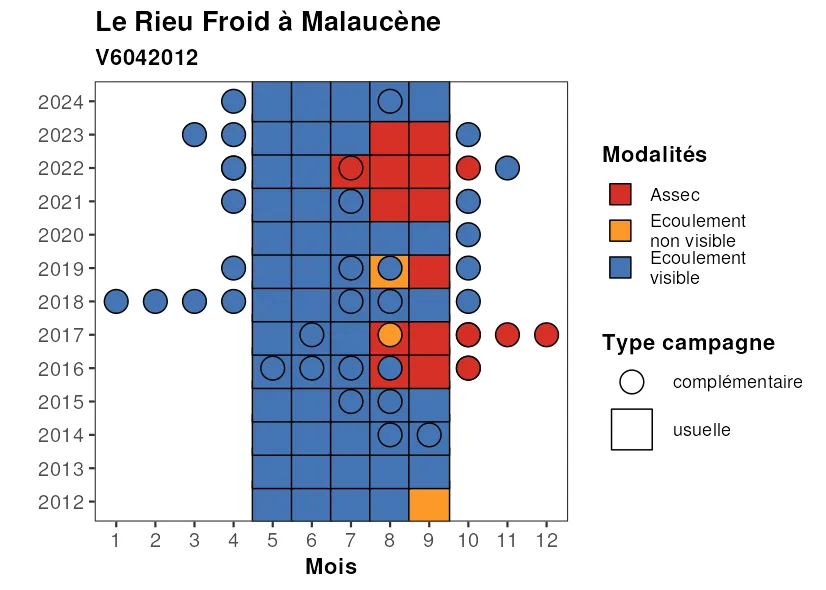 Le Rieu Froid à Malaucène
V6042012
2024
2023
2022
2021
2020
2019
2018
2017
2016
2015
2014
2013
2012
1 2 3 4 5 6 7 8 9 10 11 12
Mois
Modalités
Assec
Ecoulement
non visible
Ecoulement
visible
Type campagne
complémentaire
usuelle